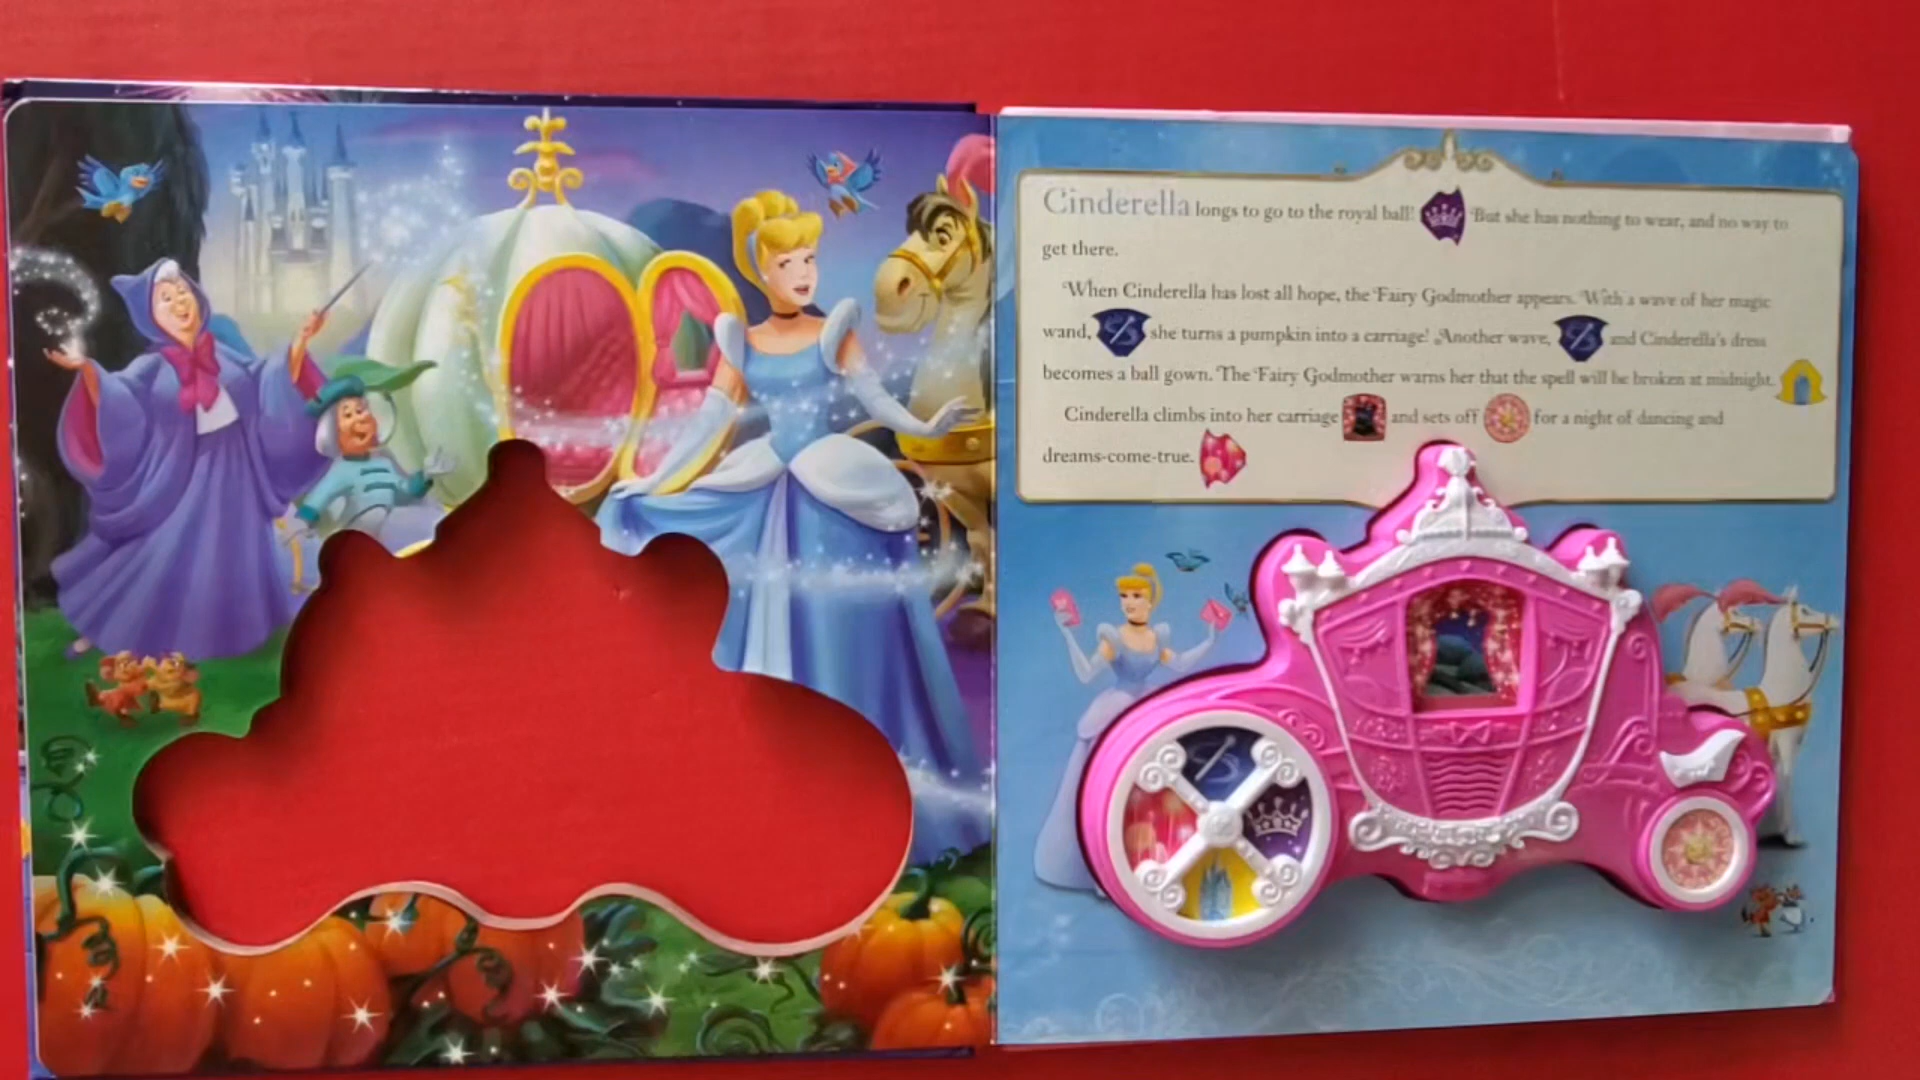 Cinderella longs to go to the royal ball! But she has nothing to wear, and no way to
get there.
When Cinderella has lost all hope, the Fairy Godmother appears. With a wave of her magic
wand, she turns a pumpkin into a carriage! Another wave, and Cinderella's dress
becomes a ball gown. The Fairy Godmother warns her that the spell will be broken at midnight.
Cinderella climbs into her carriage and sets off for a night of dancing and
dreams-come-true.